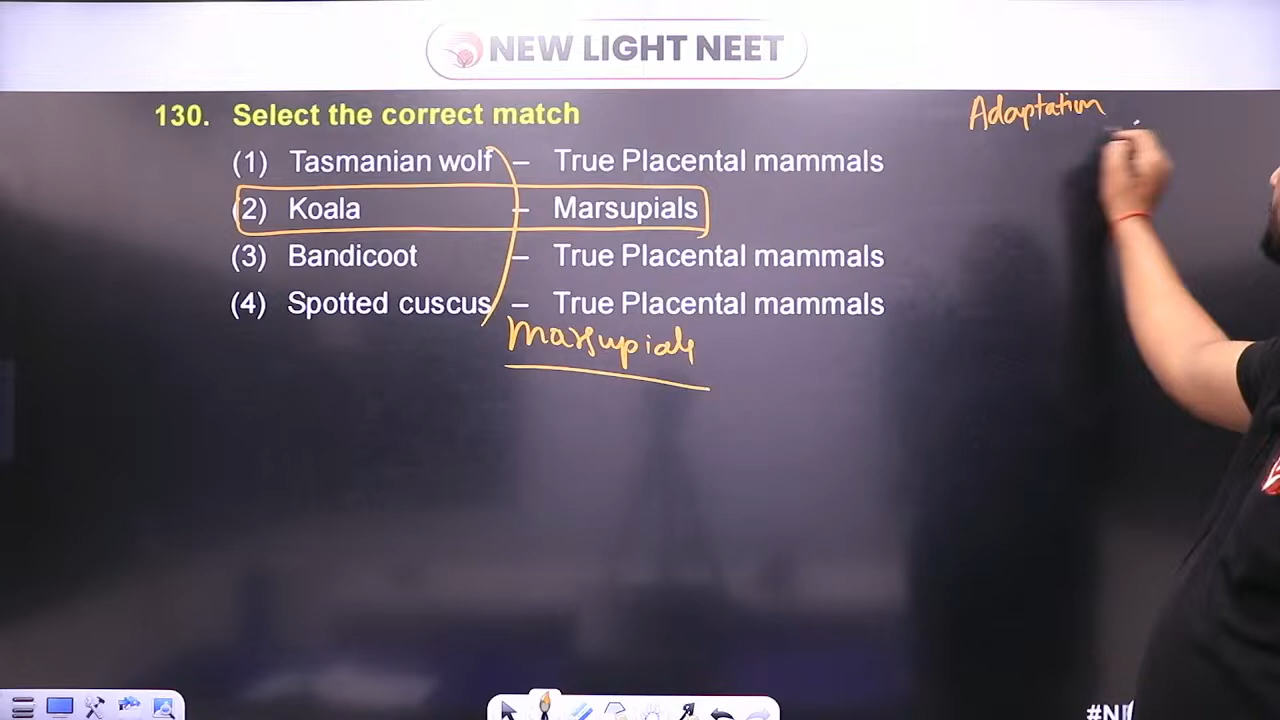 NEW LIGHT NEET
130. Select the correct match
Adaptation
(1) Tasmanian wolf – True Placental mammals
(2) Koala – Marsupials
(3) Bandicoot – True Placental mammals
(4) Spotted cuscus – True Placental mammals
Marsupials